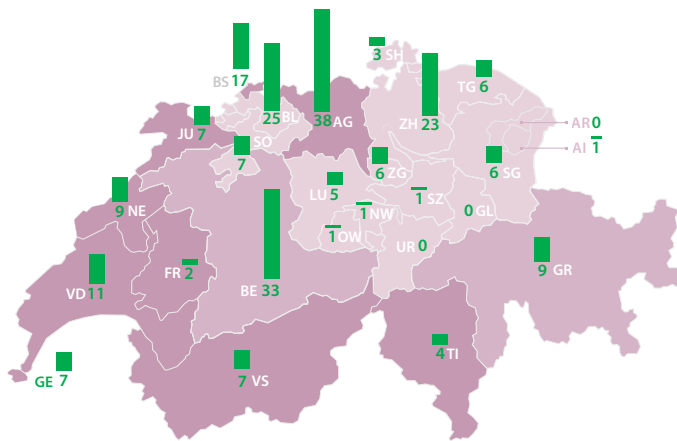 3 SH
BS 17
TG 6
25 BL
38 AG
ZH 23
AR 0
JU 7
SO
7
AI 1
6 ZG
6 SG
LU 5
9 NE
1 SZ
1 NW
0 GL
1 OW
UR 0
FR 2
9 GR
VD 11
BE 33
4 TI
GE 7
7 VS